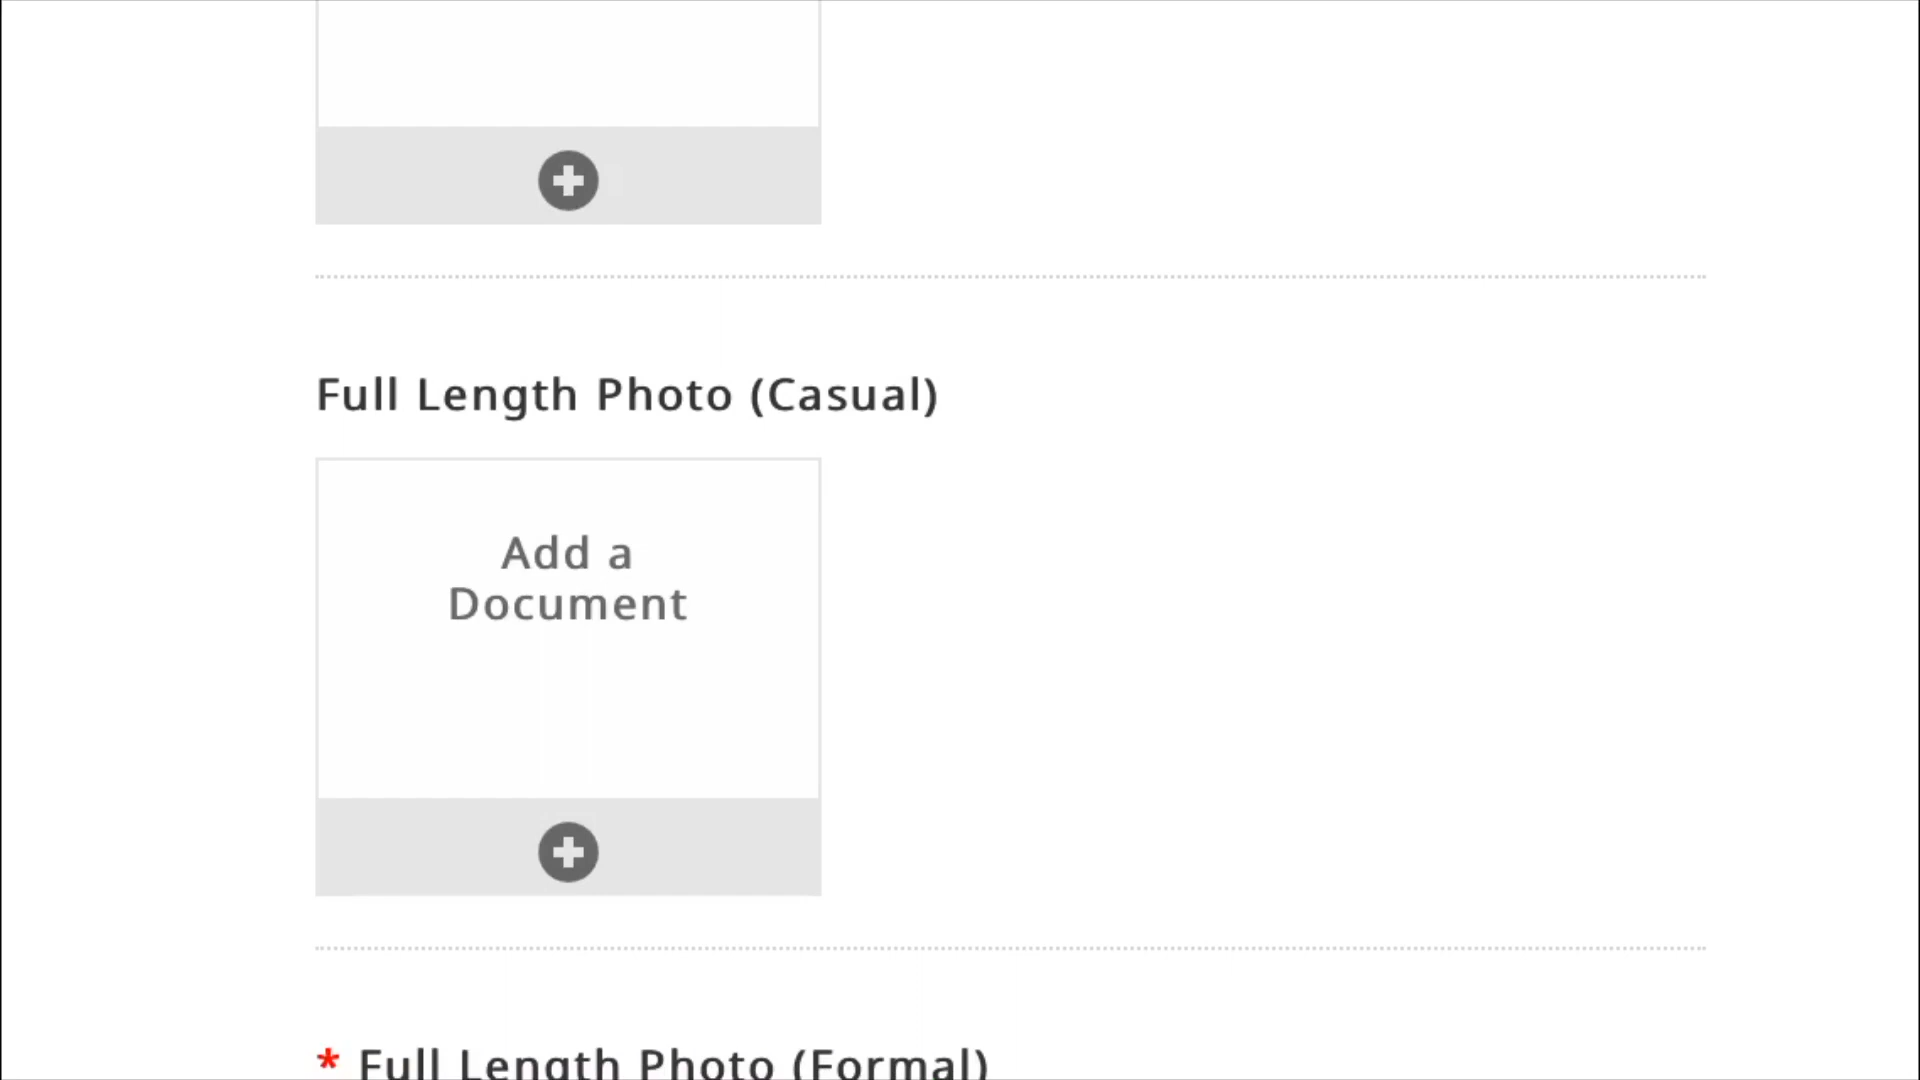 Full Length Photo (Casual)
Add a
Document
* Full Length Photo (Formal)